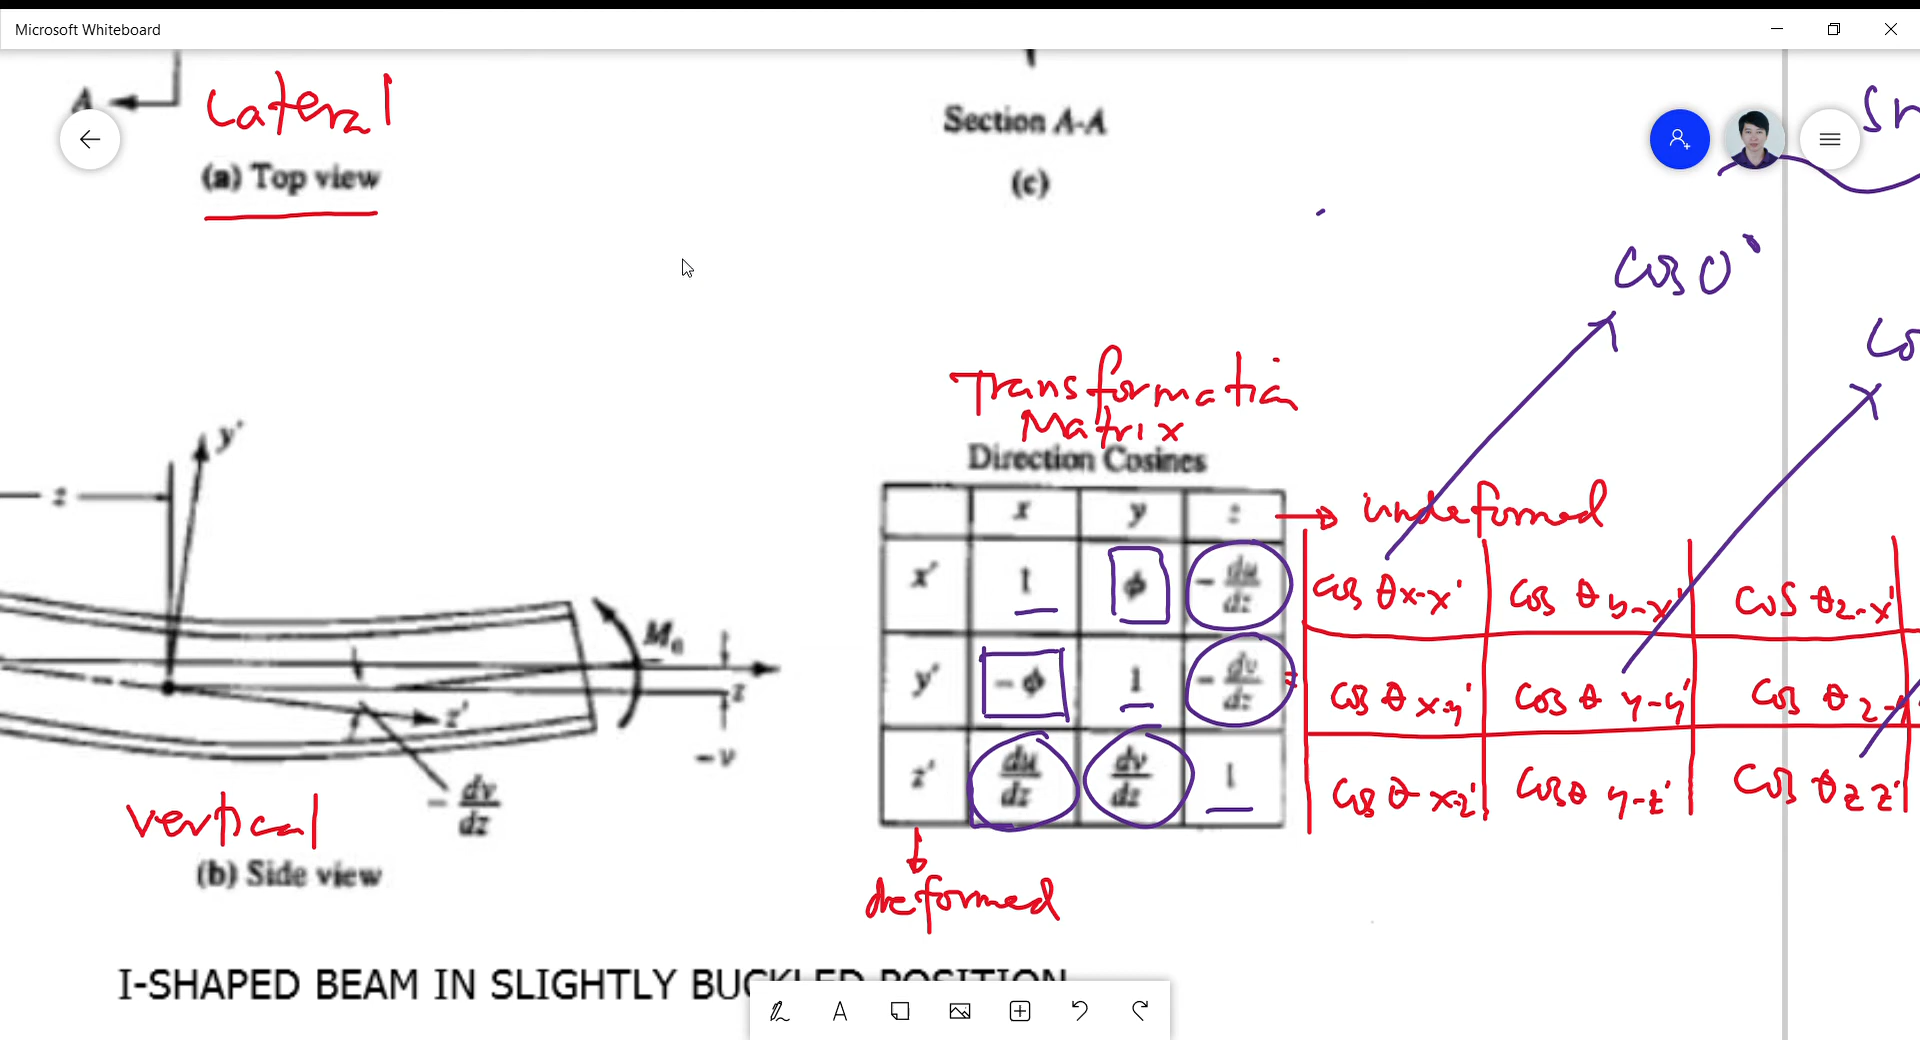 Microsoft Whiteboard
A
Lateral
(a) Top view
Section A-A
(c)
cos 0°
Transformation
Matrix
Direction Cosines
x y z → undeformed
x' 1 ϕ - du/dz
cos θx-x' cos θy-x' cos θz-x'
y' - ϕ 1 - dv/dz =
cos θx-y' cos θ y-y' cos θz-
z' du/dz dv/dz 1
cos θ x-z' cos θ y-z' cos θz z'
deformed
y'
z
M₀
z
z'
- v
- dv/dz
vertical
(b) Side view
I-SHAPED BEAM IN SLIGHTLY BUCKLED POSITION
A